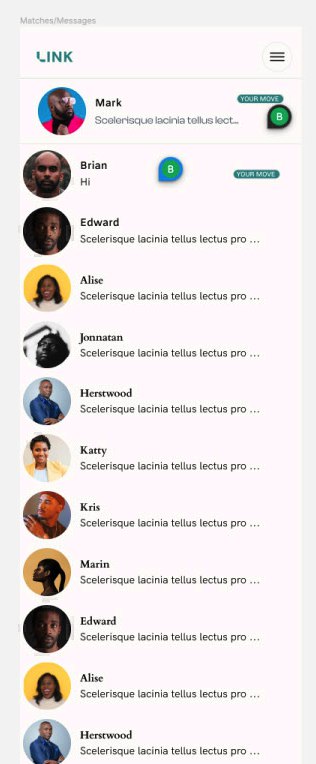 Matches/Messages
LINK
Mark
YOUR MOVE
Scelerisque lacinia tellus lect...
B
Brian
B
YOUR MOVE
Hi
Edward
Scelerisque lacinia tellus lectus pro ...
Alise
Scelerisque lacinia tellus lectus pro ...
Jonnatan
Scelerisque lacinia tellus lectus pro ...
Herstwood
Scelerisque lacinia tellus lectus pro ...
Katty
Scelerisque lacinia tellus lectus pro ...
Kris
Scelerisque lacinia tellus lectus pro ...
Marin
Scelerisque lacinia tellus lectus pro ...
Edward
Scelerisque lacinia tellus lectus pro ...
Alise
Scelerisque lacinia tellus lectus pro ...
Herstwood
Scelerisque lacinia tellus lectus pro ...